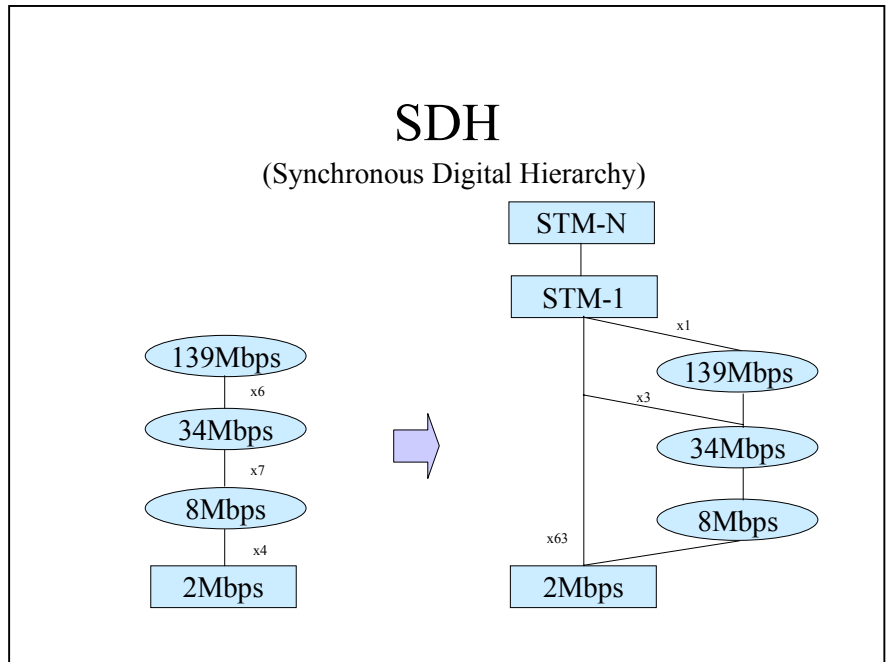 SDH
(Synchronous Digital Hierarchy)
139Mbps
x6
34Mbps
x7
8Mbps
x4
2Mbps
STM-N
STM-1
x1
139Mbps
x3
34Mbps
8Mbps
x63
2Mbps